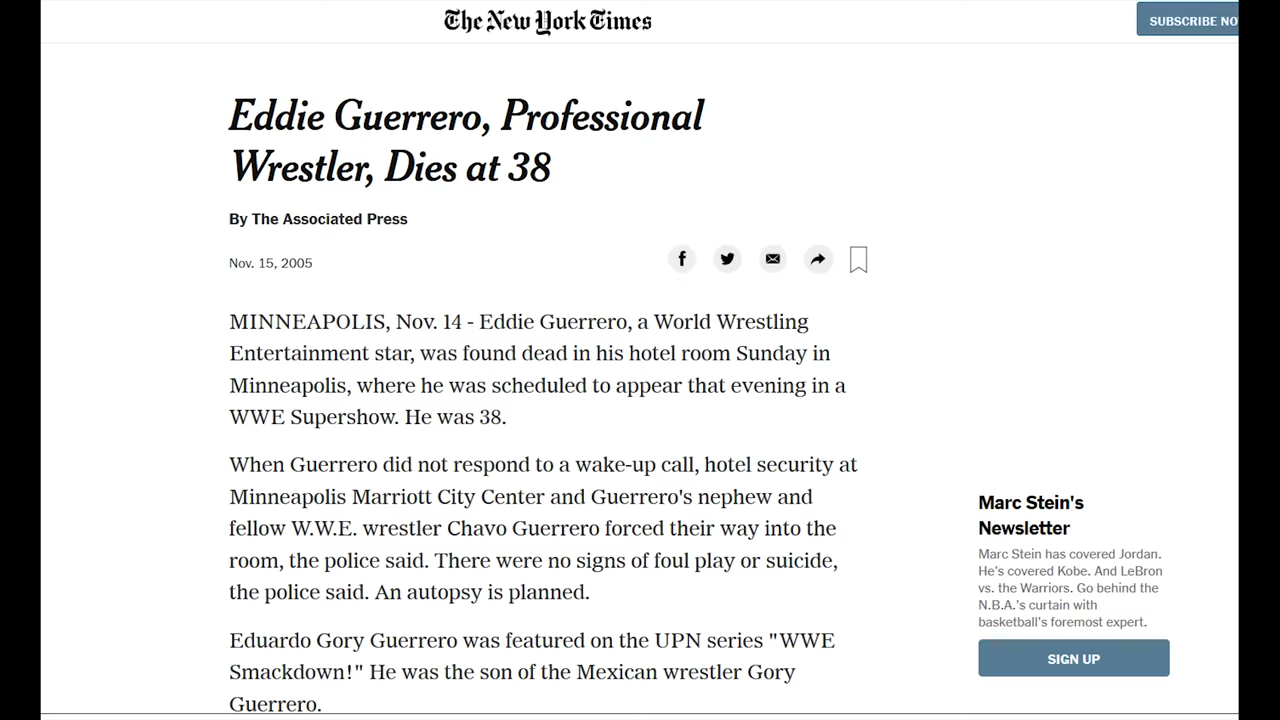 The New York Times
SUBSCRIBE NO
Eddie Guerrero, Professional
Wrestler, Dies at 38
By The Associated Press
Nov. 15, 2005
MINNEAPOLIS, Nov. 14 - Eddie Guerrero, a World Wrestling
Entertainment star, was found dead in his hotel room Sunday in
Minneapolis, where he was scheduled to appear that evening in a
WWE Supershow. He was 38.
When Guerrero did not respond to a wake-up call, hotel security at
Minneapolis Marriott City Center and Guerrero's nephew and
fellow W.W.E. wrestler Chavo Guerrero forced their way into the
room, the police said. There were no signs of foul play or suicide,
the police said. An autopsy is planned.
Eduardo Gory Guerrero was featured on the UPN series "WWE
Smackdown!" He was the son of the Mexican wrestler Gory
Guerrero.
Marc Stein's
Newsletter
Marc Stein has covered Jordan.
He's covered Kobe. And LeBron
vs. the Warriors. Go behind the
N.B.A.'s curtain with
basketball's foremost expert.
SIGN UP